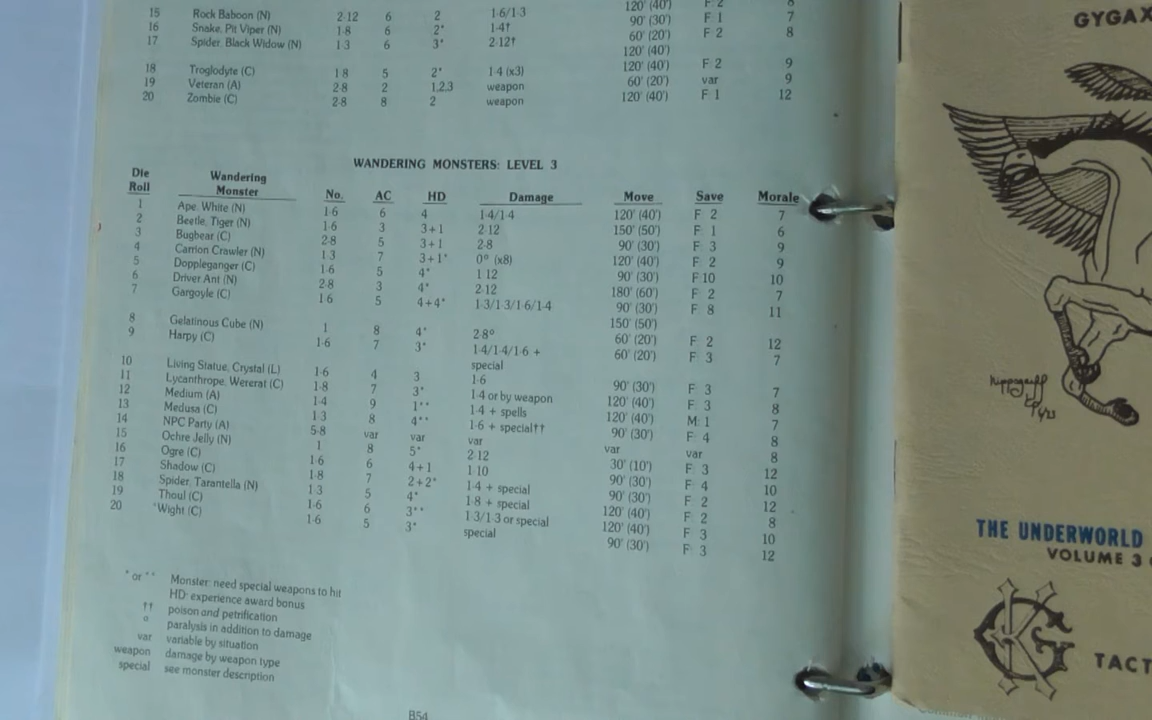 15 Rock Baboon (N) 2-12 6 2 1-6/1-3 120' (40') F 2 8
16 Snake, Pit Viper (N) 1-8 6 2* 1-4† 90' (30') F 1 7
17 Spider, Black Widow (N) 1-3 6 3* 2-12† 60' (20') F 2 8
120' (40')
18 Troglodyte (C) 1-8 5 2* 1-4 (x3) 120' (40') F 2 9
19 Veteran (A) 2-8 2 1,2,3 weapon 60' (20') var 9
20 Zombie (C) 2-8 8 2 weapon 120' (40') F 1 12
WANDERING MONSTERS: LEVEL 3
Die Roll Wandering Monster No. AC HD Damage Move Save Morale
1 Ape, White (N) 1-6 6 4 1-4/1-4 120' (40') F 2 7
2 Beetle, Tiger (N) 1-6 3 3+1 2-12 150' (50') F 1 6
3 Bugbear (C) 2-8 5 3+1 2-8 90' (30') F 3 9
4 Carrion Crawler (N) 1-3 7 3+1* 0° (x8) 120' (40') F 2 9
5 Doppleganger (C) 1-6 5 4* 1-12 90' (30') F 10 10
6 Driver Ant (N) 2-8 3 4* 2-12 180' (60') F 2 7
7 Gargoyle (C) 1-6 5 4+4* 1-3/1-3/1-6/1-4 90' (30') F 8 11
150' (50')
8 Gelatinous Cube (N) 1 8 4* 2-8° 60' (20') F 2 12
9 Harpy (C) 1-6 7 3* 1-4/1-4/1-6 + 60' (20') F 3 7
special
10 Living Statue, Crystal (L) 1-6 4 3 1-6 90' (30') F 3 7
11 Lycanthrope, Wererat (C) 1-8 7 3* 1-4 or by weapon 120' (40') F 3 8
12 Medium (A) 1-4 9 1** 1-4 + spells 120' (40') M 1 7
13 Medusa (C) 1-3 8 4** 1-6 + special†† 90' (30') F 4 8
14 NPC Party (A) 5-8 var var var var var 8
15 Ochre Jelly (N) 1 8 5* 2-12 30' (10') F 3 12
16 Ogre (C) 1-6 6 4+1 1-10 90' (30') F 4 10
17 Shadow (C) 1-8 7 2+2* 1-4 + special 90' (30') F 2 12
18 Spider, Tarantella (N) 1-3 5 4* 1-8 + special 120' (40') F 2 8
19 Thoul (C) 1-6 6 3** 1-3/1-3 or special 120' (40') F 3 10
20 *Wight (C) 1-6 5 3* special 90' (30') F 3 12
* or ** Monster: need special weapons to hit
HD: experience award bonus
†† poison and petrification
° paralysis in addition to damage
var variable by situation
weapon damage by weapon type
special see monster description
B54
GYGAX
Hippogriff
THE UNDERWORLD
VOLUME 3
GK
TACT